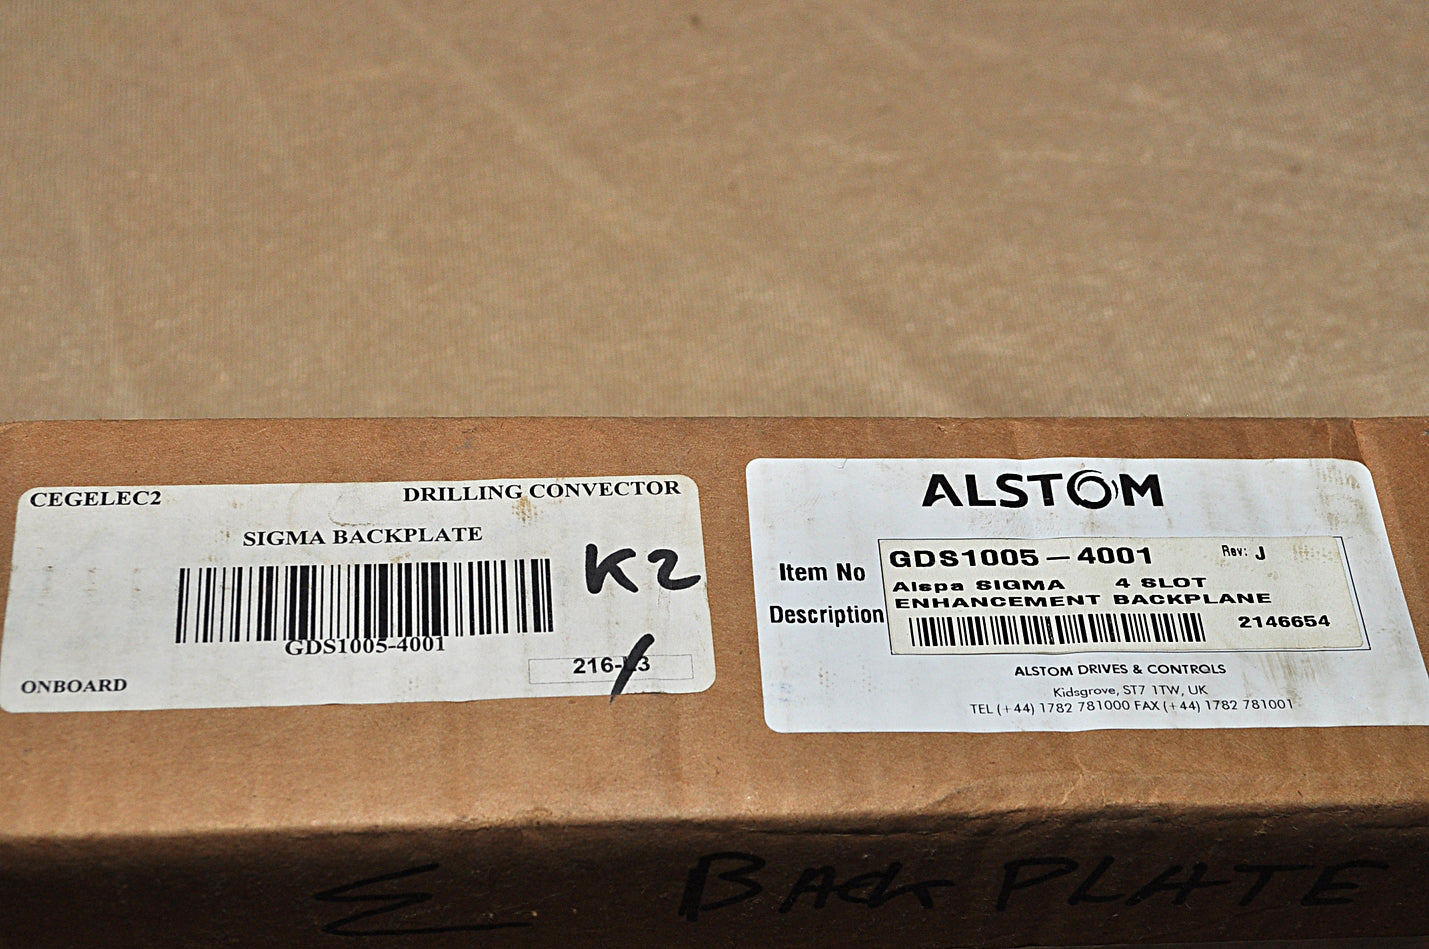 CEGELEC2 DRILLING CONVECTOR
SIGMA BACKPLATE
K2
GDS1005-4001
216-
ONBOARD
ALSTOM
Item No GDS1005-4001 Rev: J
Description Alspa SIGMA 4 SLOT
ENHANCEMENT BACKPLANE
2146654
ALSTOM DRIVES & CONTROLS
Kidsgrove, ST7 1TW, UK
TEL (+44) 1782 781000 FAX (+44) 1782 781001
Σ BACK PLATE